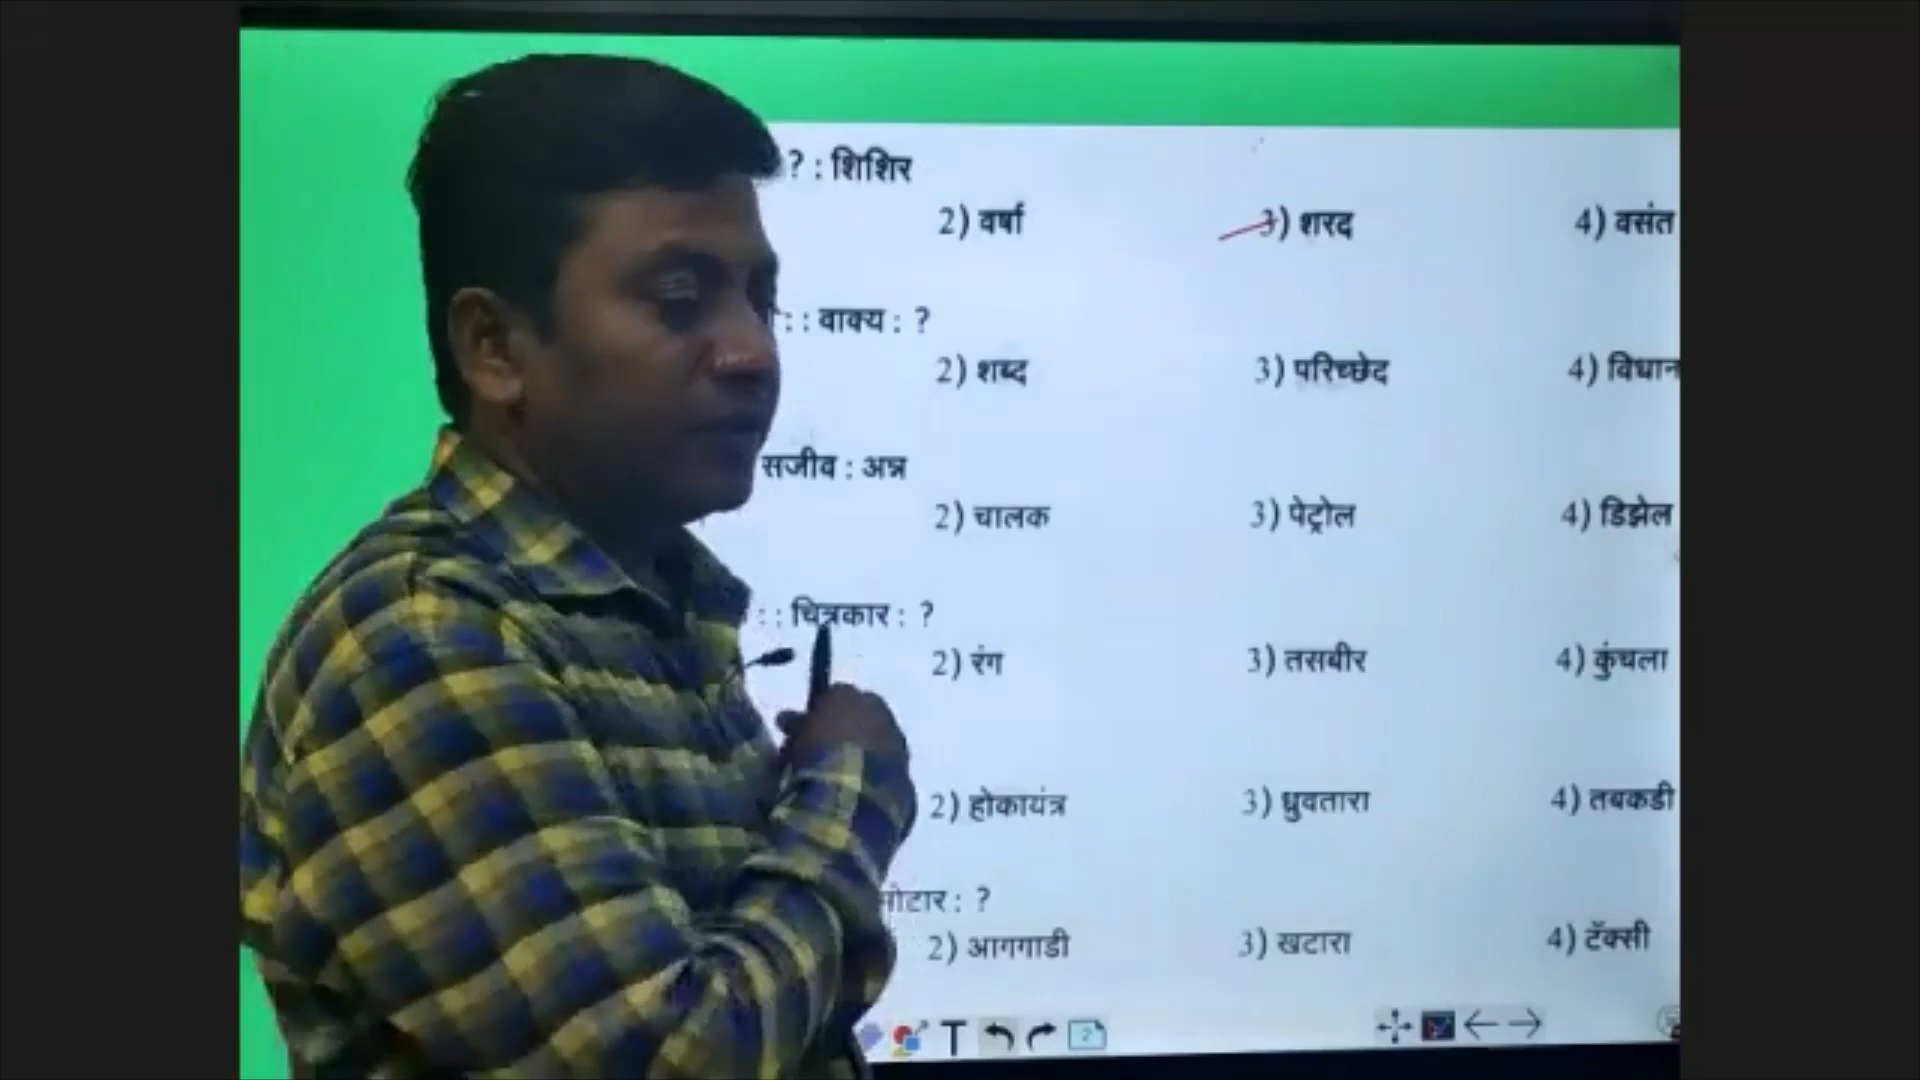 ? : शिशिर
2) वर्षा 3) शरद 4) वसंत
: : वाक्य : ?
2) शब्द 3) परिच्छेद 4) विधान
सजीव : अन्न
2) चालक 3) पेट्रोल 4) डिझेल
: : चित्रकार : ?
2) रंग 3) तसबीर 4) कुंचला
2) होकायंत्र 3) ध्रुवतारा 4) तबकडी
मोटार : ?
2) आगगाडी 3) खटारा 4) टॅक्सी
T
2